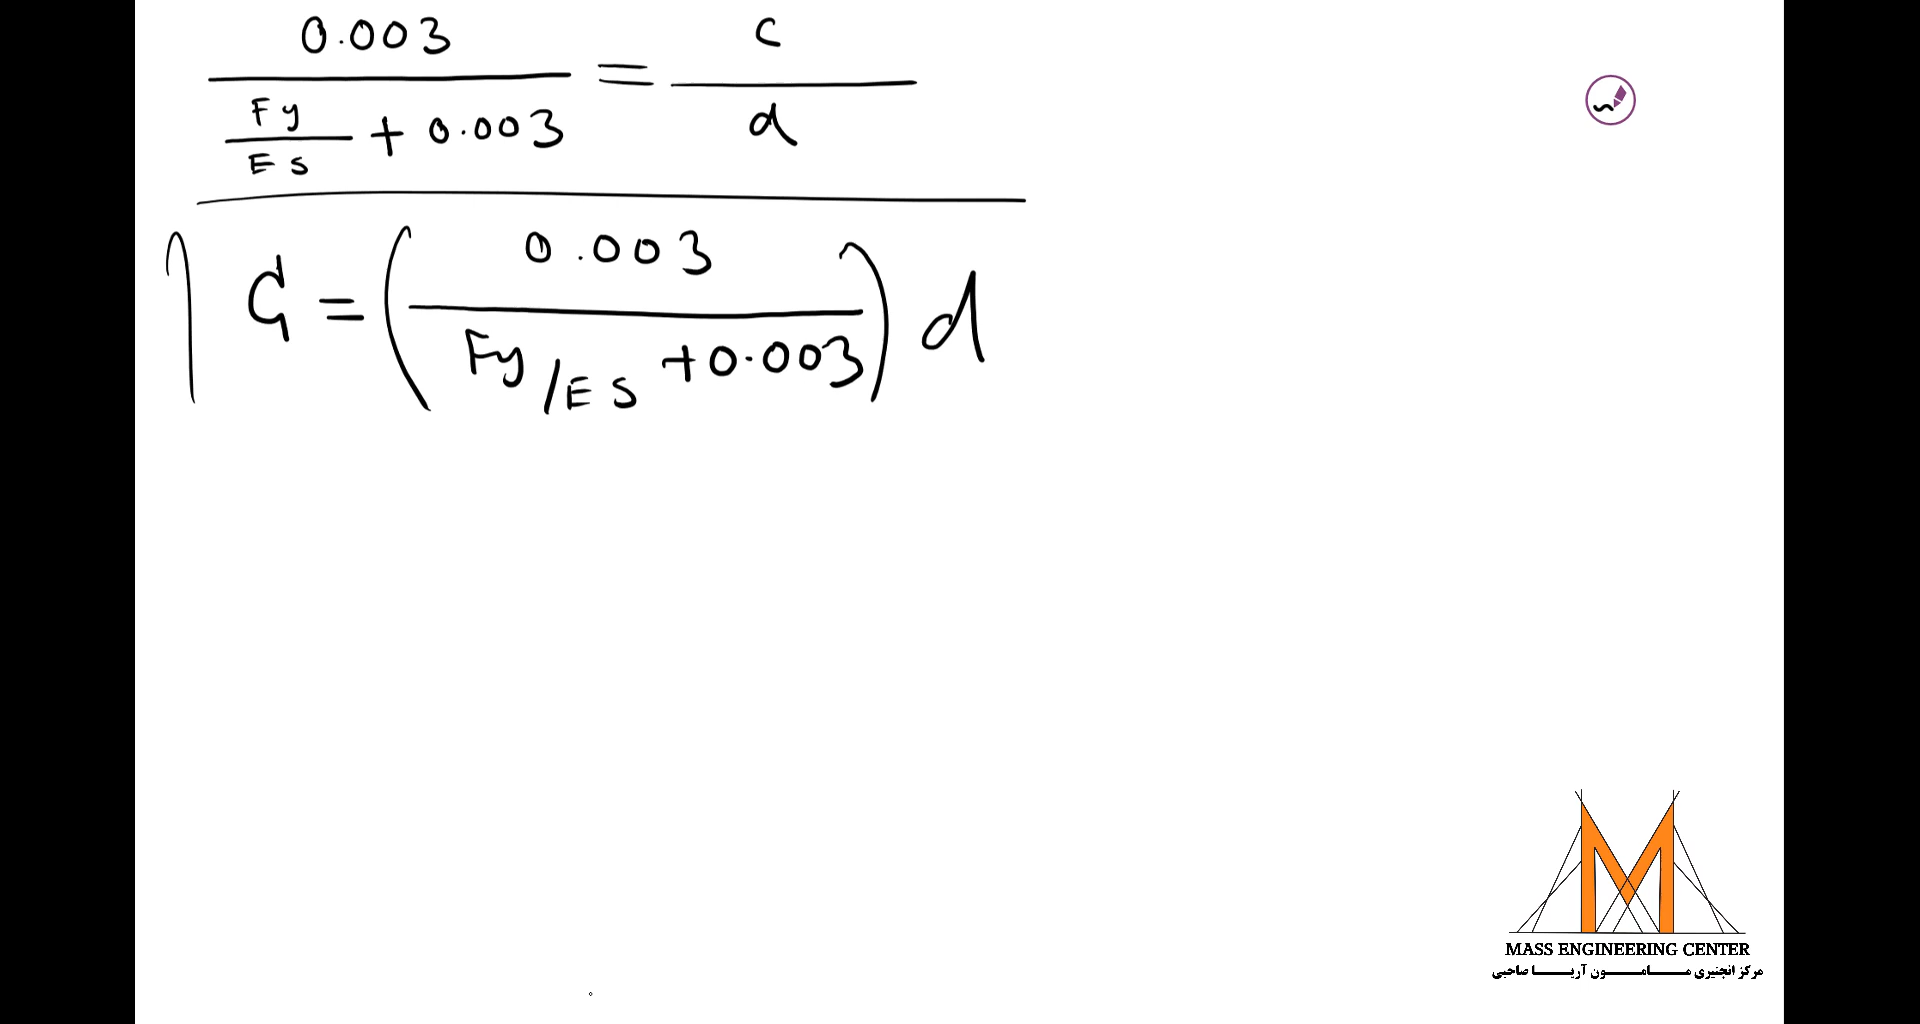 0.003 / (Fy/Es + 0.003) = c / d
C = (0.003 / (Fy/Es + 0.003)) d
MASS ENGINEERING CENTER
مرکز انجنیری مـــــامـــــون آریـــــا صاحبی